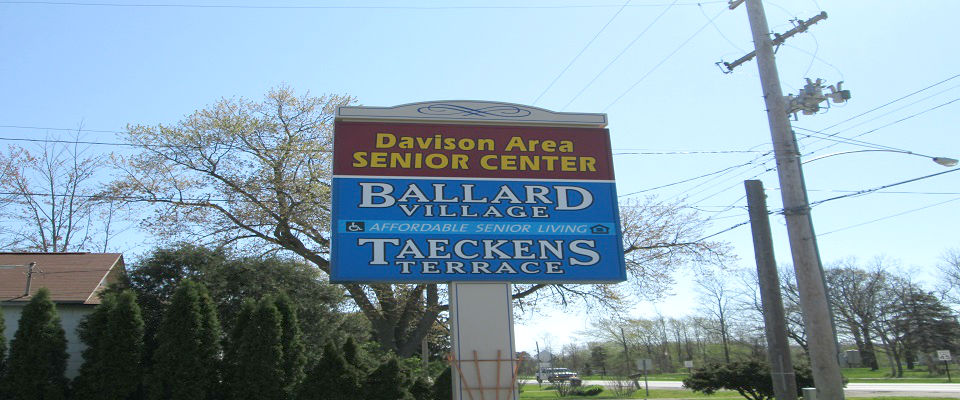 Davison Area
SENIOR CENTER
BALLARD
VILLAGE
AFFORDABLE SENIOR LIVING
TAECKENS
TERRACE